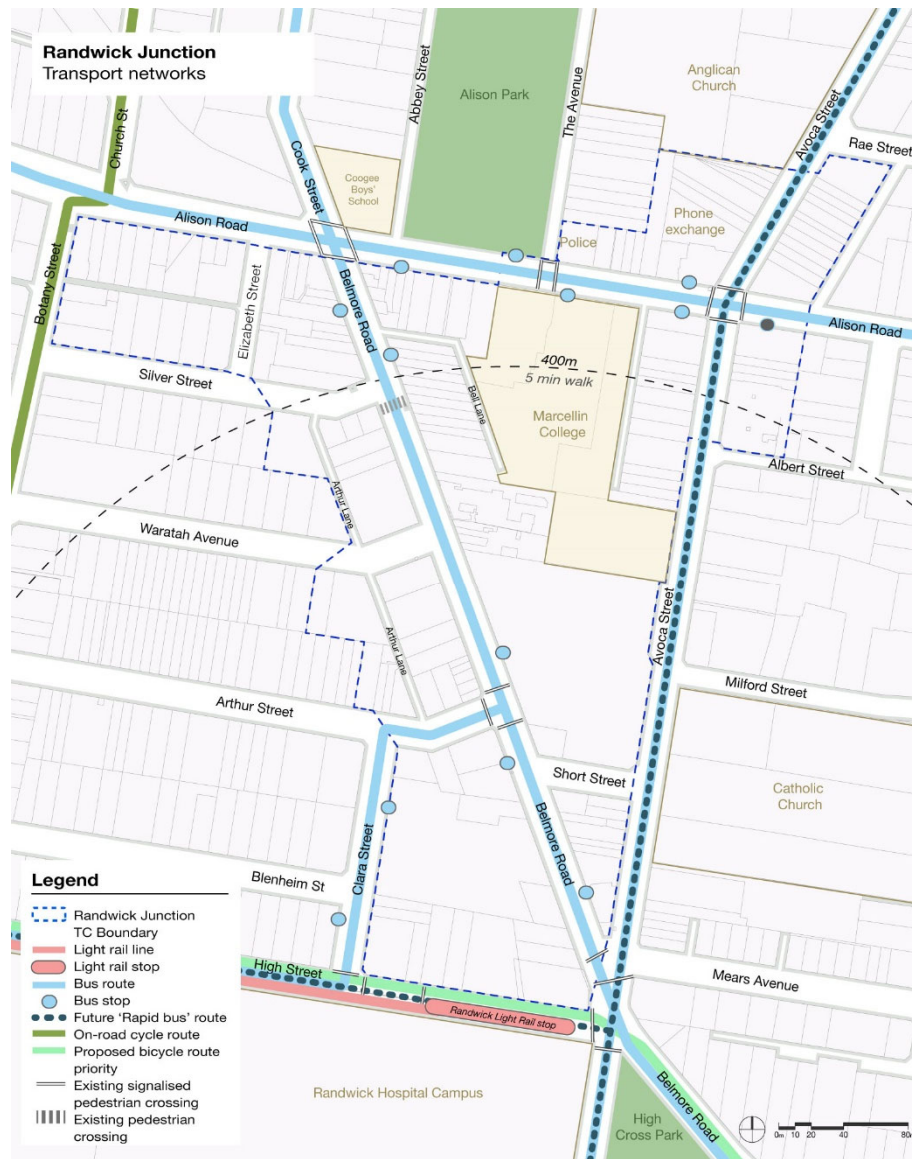 Randwick Junction
Transport networks
Church St
Abbey Street
Alison Park
The Avenue
Anglican
Church
Avoca Street
Rae Street
Cook Street
Coogee
Boys'
School
Alison Road
Police
Phone
exchange
Botany Street
Elizabeth Street
Belmore Road
Alison Road
Silver Street
400m
5 min walk
Bell Lane
Marcellin
College
Albert Street
Arthur Lane
Waratah Avenue
Avoca Street
Arthur Lane
Milford Street
Arthur Street
Short Street
Catholic
Church
Clara Street
Belmore Road
Blenheim St
High Street
Mears Avenue
Randwick Light Rail stop
Randwick Hospital Campus
Belmore Road
High
Cross Park
0m 10 20 40 80
Legend
Randwick Junction
TC Boundary
Light rail line
Light rail stop
Bus route
Bus stop
Future 'Rapid bus' route
On-road cycle route
Proposed bicycle route
priority
Existing signalised
pedestrian crossing
Existing pedestrian
crossing